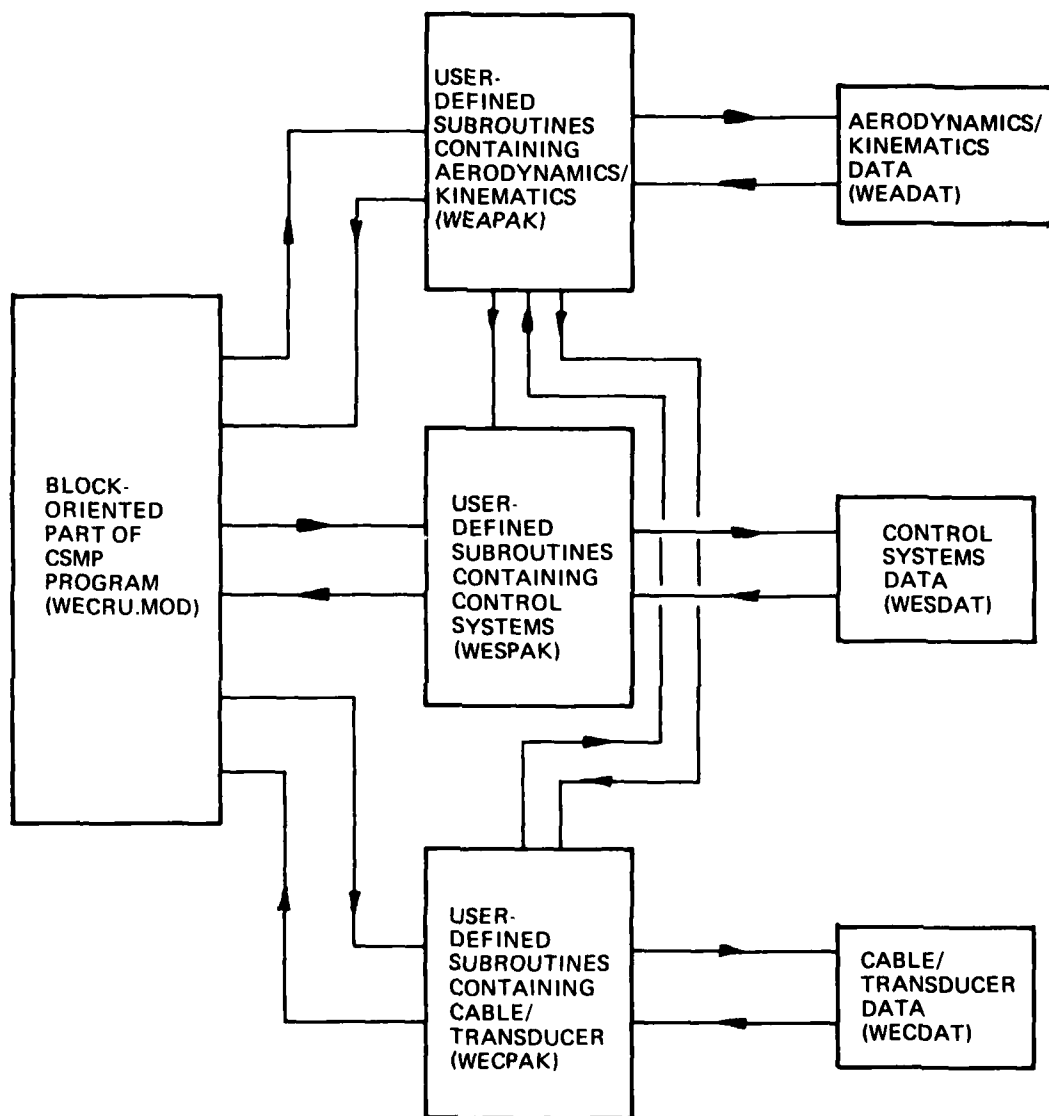 USER-
DEFINED
SUBROUTINES
CONTAINING
AERODYNAMICS/
KINEMATICS
(WEAPAK)
AERODYNAMICS/
KINEMATICS
DATA
(WEADAT)
BLOCK-
ORIENTED
PART OF
CSMP
PROGRAM
(WECRU.MOD)
USER-
DEFINED
SUBROUTINES
CONTAINING
CONTROL
SYSTEMS
(WESPAK)
CONTROL
SYSTEMS
DATA
(WESDAT)
USER-
DEFINED
SUBROUTINES
CONTAINING
CABLE/
TRANSDUCER
(WECPAK)
CABLE/
TRANSDUCER
DATA
(WECDAT)